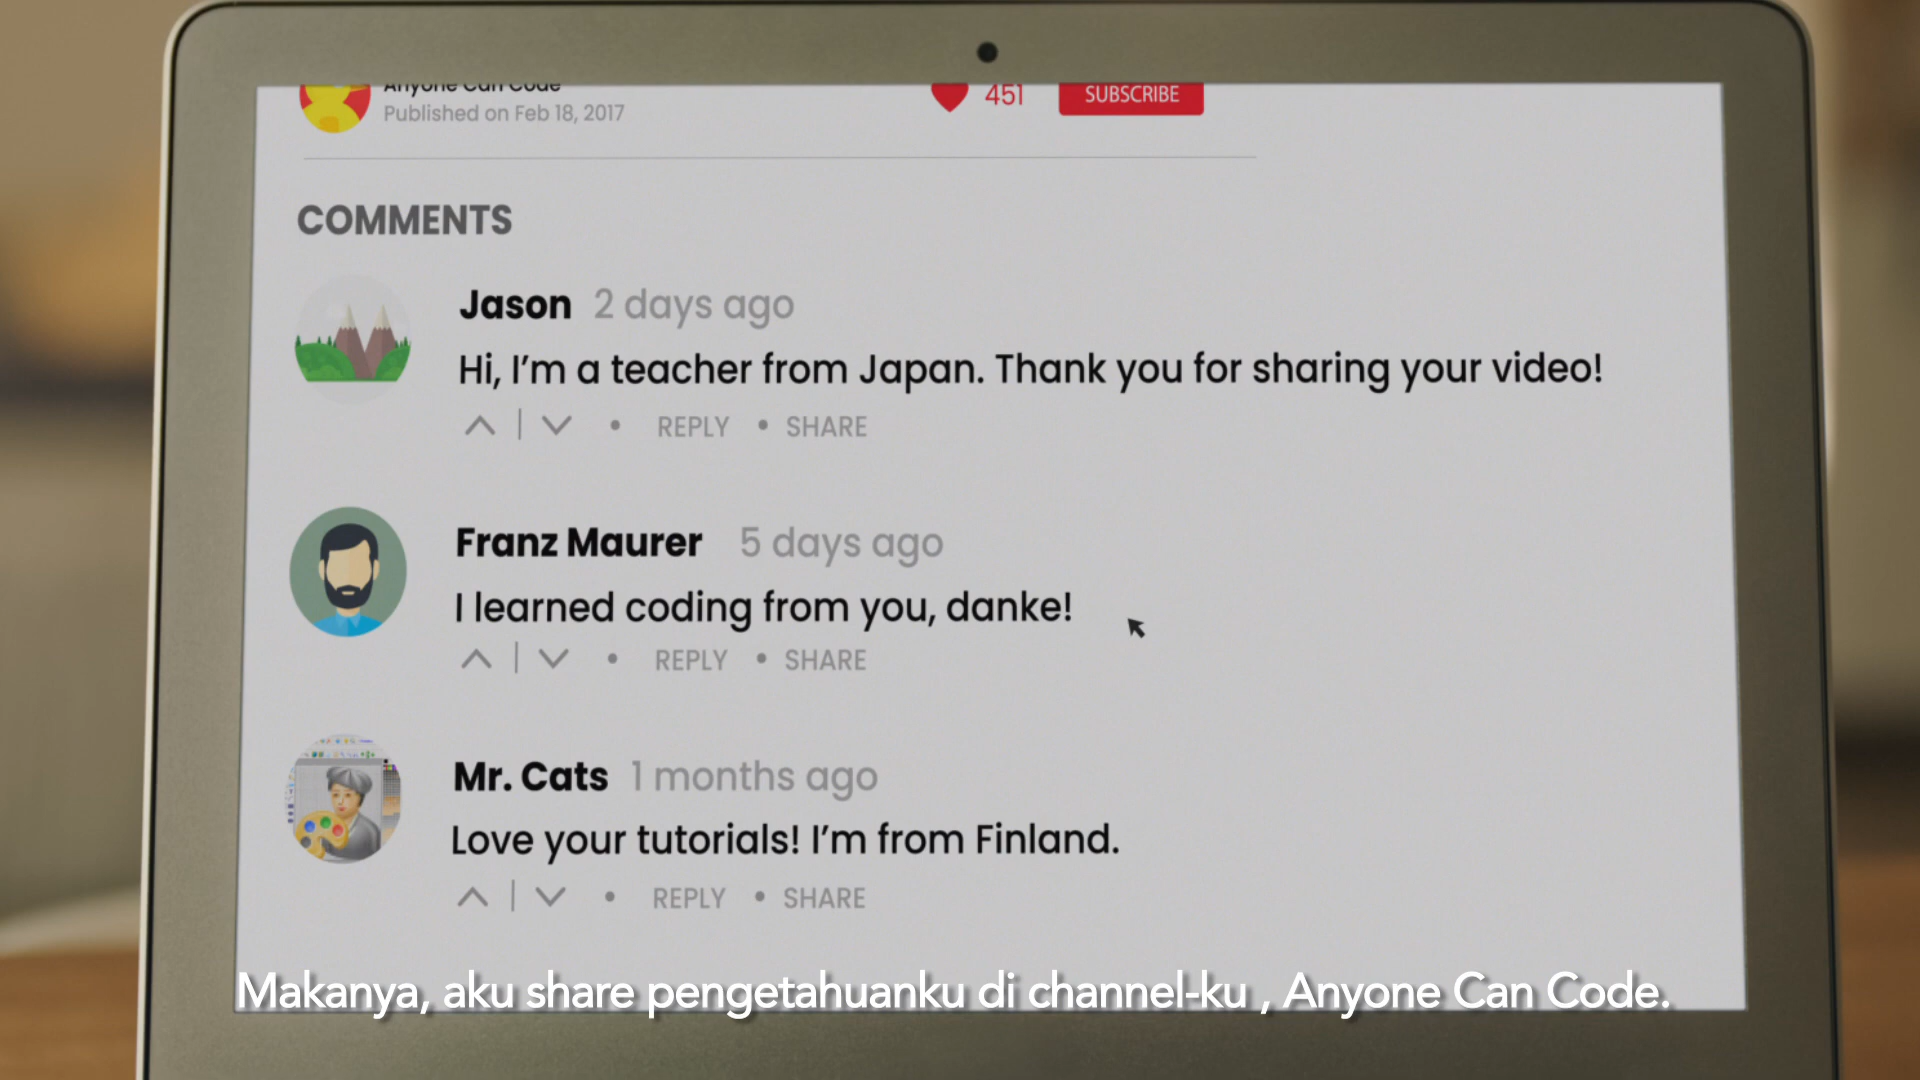 Anyone Can Code
Published on Feb 18, 2017
451
SUBSCRIBE
COMMENTS
Jason 2 days ago
Hi, I'm a teacher from Japan. Thank you for sharing your video!
REPLY • SHARE
Franz Maurer 5 days ago
I learned coding from you, danke!
REPLY • SHARE
Mr. Cats 1 months ago
Love your tutorials! I'm from Finland.
REPLY • SHARE
Makanya, aku share pengetahuanku di channel-ku , Anyone Can Code.